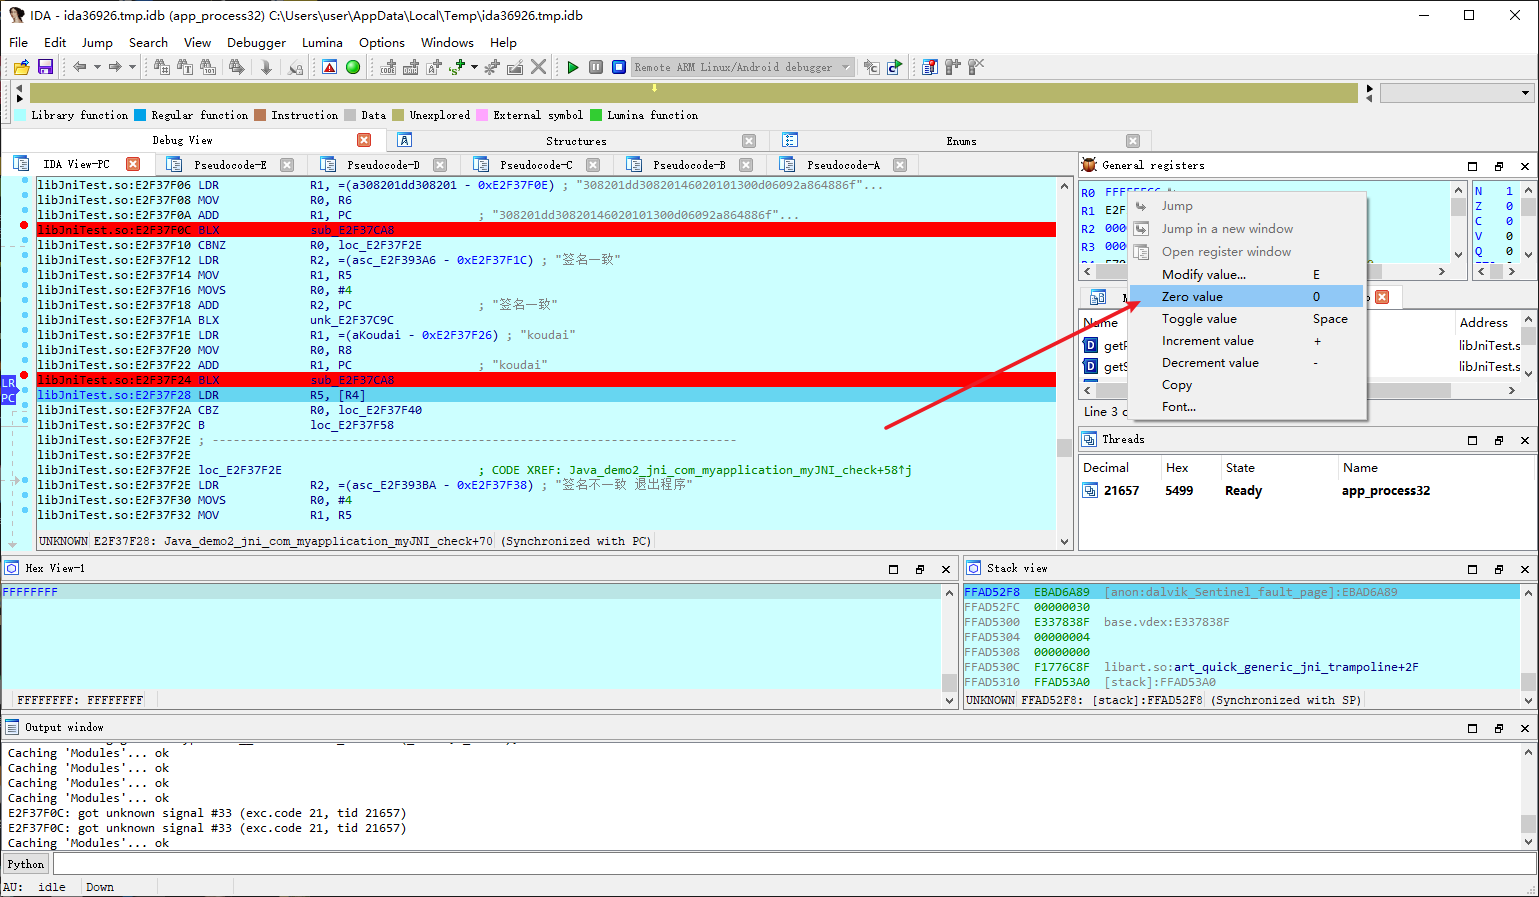 IDA - ida36926.tmp.idb (app_process32) C:\Users\user\AppData\Local\Temp\ida36926.tmp.idb
File Edit Jump Search View Debugger Lumina Options Windows Help
Remote ARM Linux/Android debugger
Library function Regular function Instruction Data Unexplored External symbol Lumina function
Debug View Structures Enums
IDA View-PC Pseudocode-E Pseudocode-D Pseudocode-C Pseudocode-B Pseudocode-A
libJniTest.so:E2F37F06 LDR R1, =(a308201dd308201 - 0xE2F37F0E) ; "308201dd30820146020101300d06092a864886f"...
libJniTest.so:E2F37F08 MOV R0, R6
libJniTest.so:E2F37F0A ADD R1, PC ; "308201dd30820146020101300d06092a864886f"...
libJniTest.so:E2F37F0C BLX sub_E2F37CA8
libJniTest.so:E2F37F10 CBNZ R0, loc_E2F37F2E
libJniTest.so:E2F37F12 LDR R2, =(asc_E2F393A6 - 0xE2F37F1C) ; "签名一致"
libJniTest.so:E2F37F14 MOV R1, R5
libJniTest.so:E2F37F16 MOVS R0, #4
libJniTest.so:E2F37F18 ADD R2, PC ; "签名一致"
libJniTest.so:E2F37F1A BLX unk_E2F37C9C
libJniTest.so:E2F37F1E LDR R1, =(aKoudai - 0xE2F37F26) ; "koudai"
libJniTest.so:E2F37F20 MOV R0, R8
libJniTest.so:E2F37F22 ADD R1, PC ; "koudai"
libJniTest.so:E2F37F24 BLX sub_E2F37CA8
LR
PC
libJniTest.so:E2F37F28 LDR R5, [R4]
libJniTest.so:E2F37F2A CBZ R0, loc_E2F37F40
libJniTest.so:E2F37F2C B loc_E2F37F58
libJniTest.so:E2F37F2E ; ---------------------------------------------------------------------------
libJniTest.so:E2F37F2E
libJniTest.so:E2F37F2E loc_E2F37F2E ; CODE XREF: Java_demo2_jni_com_myapplication_myJNI_check+58↑j
libJniTest.so:E2F37F2E LDR R2, =(asc_E2F393BA - 0xE2F37F38) ; "签名不一致 退出程序"
libJniTest.so:E2F37F30 MOVS R0, #4
libJniTest.so:E2F37F32 MOV R1, R5
UNKNOWN E2F37F28: Java_demo2_jni_com_myapplication_myJNI_check+70 (Synchronized with PC)
General registers
R0
R1 E2F
R2 000
R3 000
N 1
Z 0
C 0
V 0
Q 0
Jump
Jump in a new window
Open register window
Modify value... E
Zero value 0
Toggle value Space
Increment value +
Decrement value -
Copy
Font...
Name Address
libJniTest.s
libJniTest.s
Threads
Decimal Hex State Name
21657 5499 Ready app_process32
Hex View-1
FFFFFFFF
FFFFFFFF: FFFFFFFF
Stack view
FFAD52F8 EBAD6A89 [anon:dalvik_Sentinel_fault_page]:EBAD6A89
FFAD52FC 00000030
FFAD5300 E337838F base.vdex:E337838F
FFAD5304 00000004
FFAD5308 00000000
FFAD530C F1776C8F libart.so:art_quick_generic_jni_trampoline+2F
FFAD5310 FFAD53A0 [stack]:FFAD53A0
UNKNOWN FFAD52F8: [stack]:FFAD52F8 (Synchronized with SP)
Output window
Caching 'Modules'... ok
Caching 'Modules'... ok
Caching 'Modules'... ok
Caching 'Modules'... ok
E2F37F0C: got unknown signal #33 (exc.code 21, tid 21657)
E2F37F0C: got unknown signal #33 (exc.code 21, tid 21657)
Caching 'Modules'... ok
Python
AU: idle Down